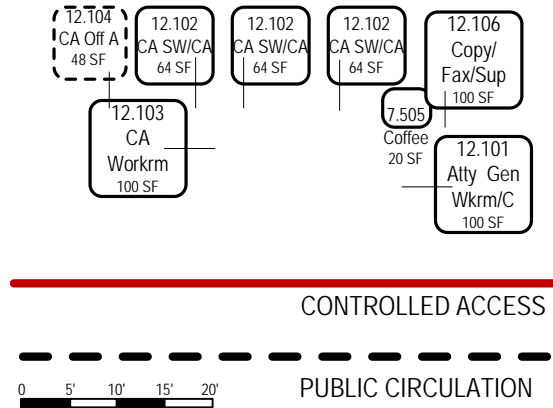 12.104
CA Off A
48 SF
12.102
CA SW/CA
64 SF
12.102
CA SW/CA
64 SF
12.102
CA SW/CA
64 SF
12.106
Copy/
Fax/Sup
100 SF
12.103
CA
Workrm
100 SF
7.505
Coffee
20 SF
12.101
Atty Gen
Wkrm/C
100 SF
CONTROLLED ACCESS
PUBLIC CIRCULATION
0 5' 10' 15' 20'